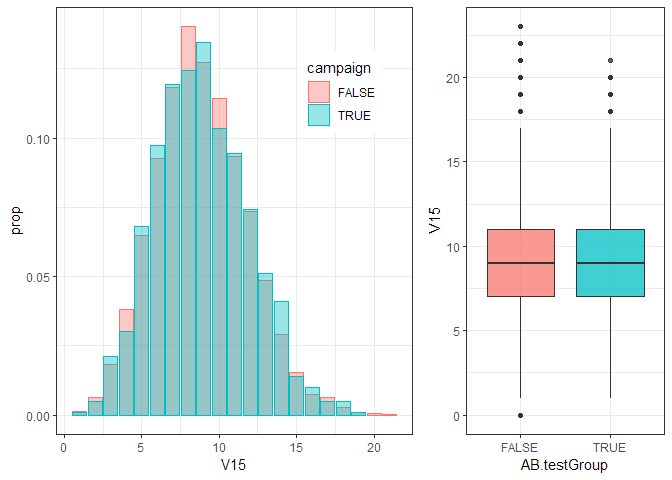 prop
0.10
0.05
0.00
campaign
FALSE
TRUE
0
5
10
15
20
V15
V15
20
15
10
5
0
FALSE
TRUE
AB.testGroup